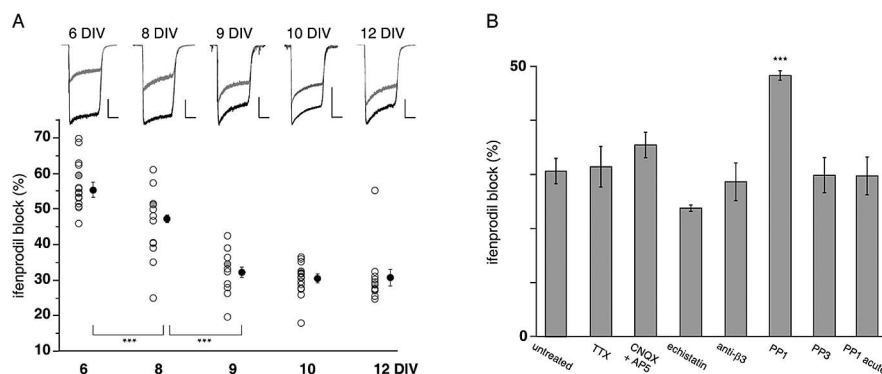 A
6 DIV 8 DIV 9 DIV 10 DIV 12 DIV
ifenprodil block (%)
70
60
50
40
30
20
10
***
***
6 8 9 10 12 DIV
B
ifenprodil block (%)
50
0
***
untreated
TTX
CNQX
+ AP5
echistatin
anti-β3
PP1
PP3
PP1 acute